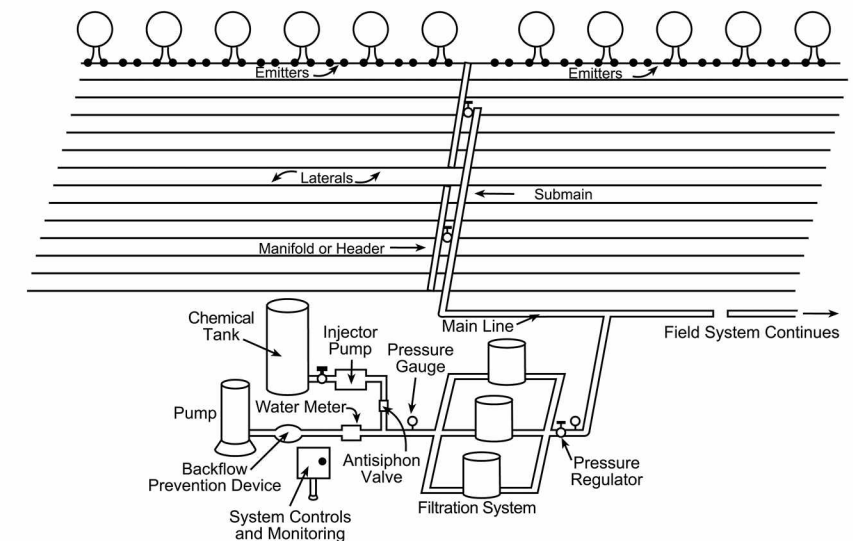 Emitters
Emitters
Laterals
Submain
Manifold or Header
Chemical
Tank
Injector
Pump
Pressure
Gauge
Main Line
Field System Continues
Pump
Water Meter
Backflow
Prevention Device
Antisiphon
Valve
Pressure
Regulator
System Controls
and Monitoring
Filtration System